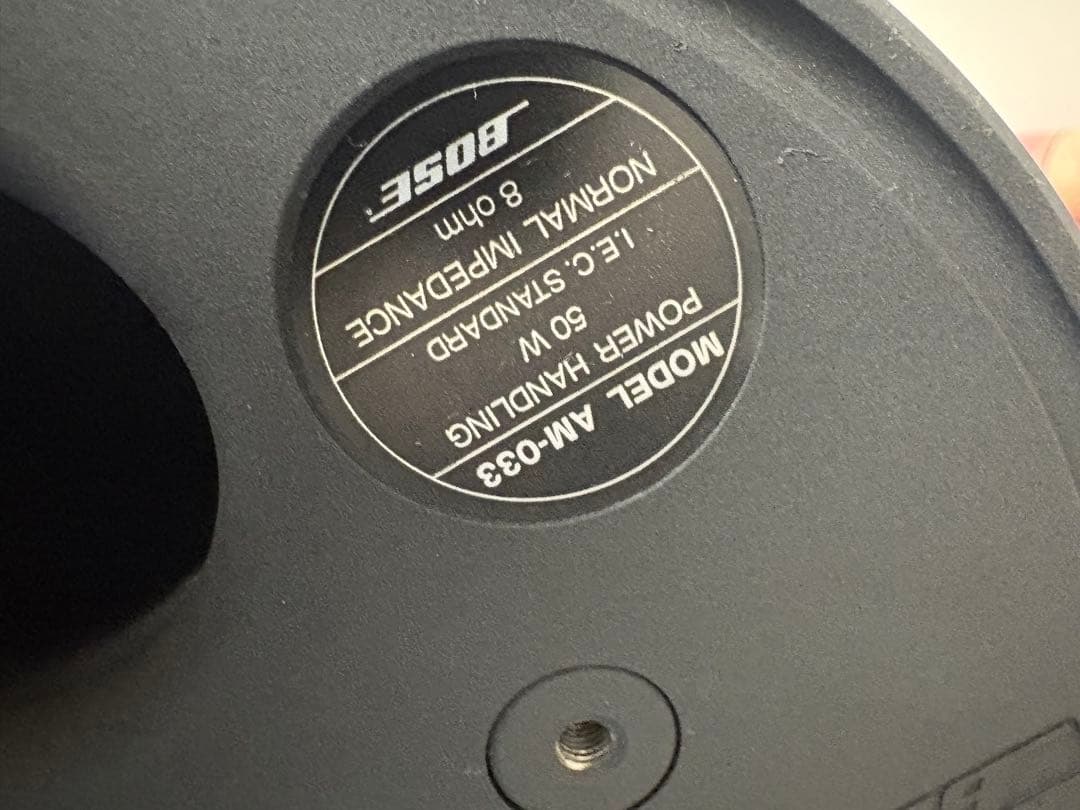 MODEL AM-033
POWER HANDLING
50 W
I.E.C. STANDARD
NORMAL IMPEDANCE
8 ohm
BOSE